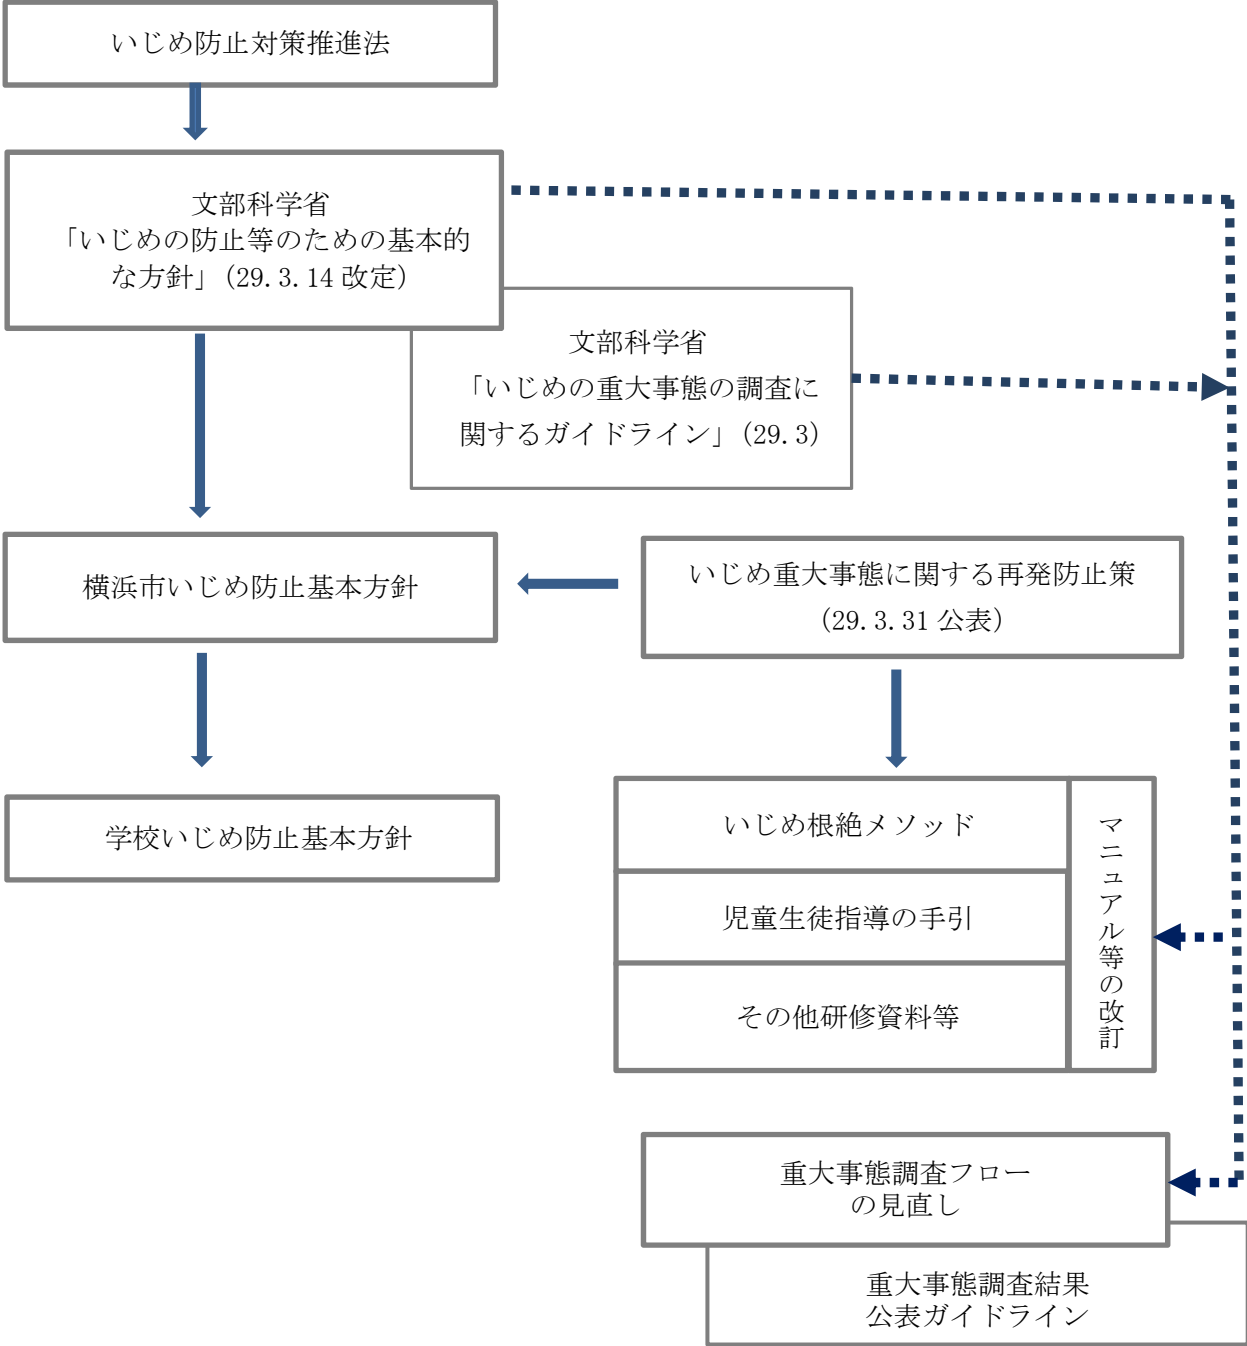 いじめ防止対策推進法
文部科学省
「いじめの防止等のための基本的
な方針」(29.3.14 改定)
文部科学省
「いじめの重大事態の調査に
関するガイドライン」(29.3)
横浜市いじめ防止基本方針
いじめ重大事態に関する再発防止策
(29.3.31 公表)
学校いじめ防止基本方針
いじめ根絶メソッド
児童生徒指導の手引
その他研修資料等
マニュアル等の改訂
重大事態調査フロー
の見直し
重大事態調査結果
公表ガイドライン